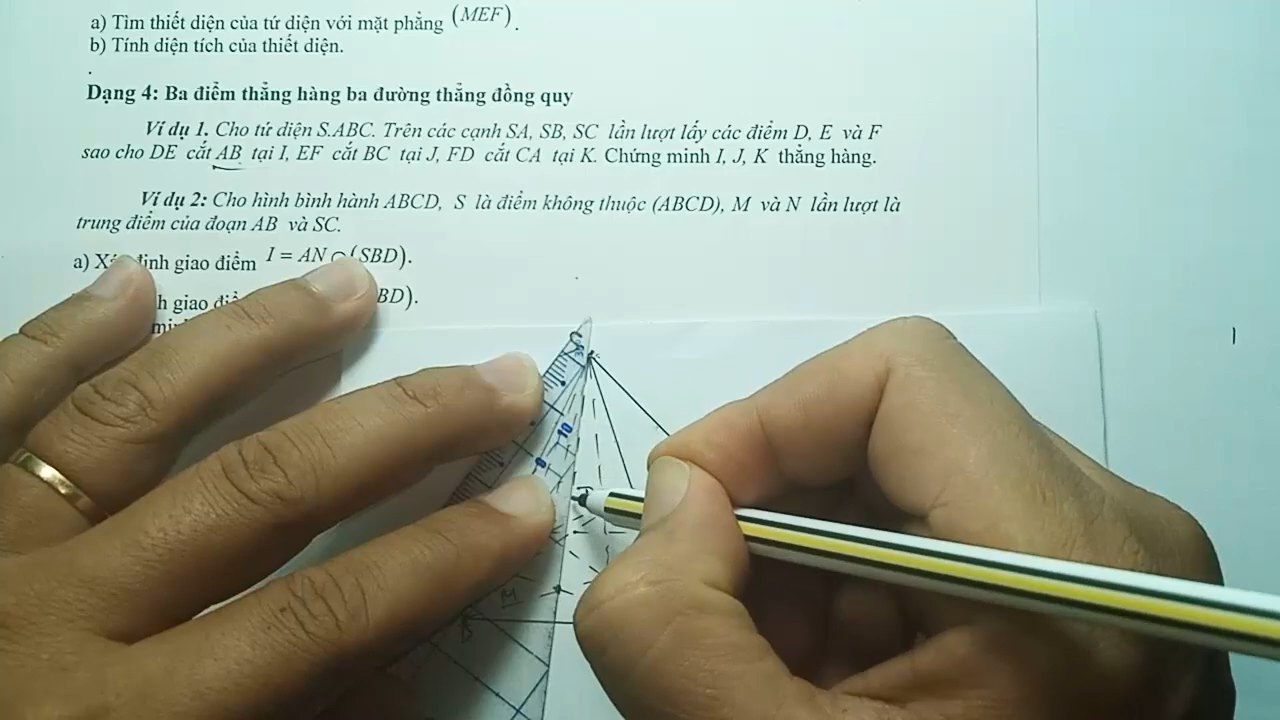 a) Tìm thiết diện của tứ diện với mặt phẳng (MEF).
b) Tính diện tích của thiết diện.
Dạng 4: Ba điểm thẳng hàng ba đường thẳng đồng quy
Ví dụ 1. Cho tứ diện S.ABC. Trên các cạnh SA, SB, SC lần lượt lấy các điểm D, E và F
sao cho DE cắt AB tại I, EF cắt BC tại J, FD cắt CA tại K. Chứng minh I, J, K thẳng hàng.
Ví dụ 2: Cho hình bình hành ABCD, S là điểm không thuộc (ABCD), M và N lần lượt là
trung điểm của đoạn AB và SC.
a) định giao điểm I = AN ∩ (SBD).
giao BD).
10
M